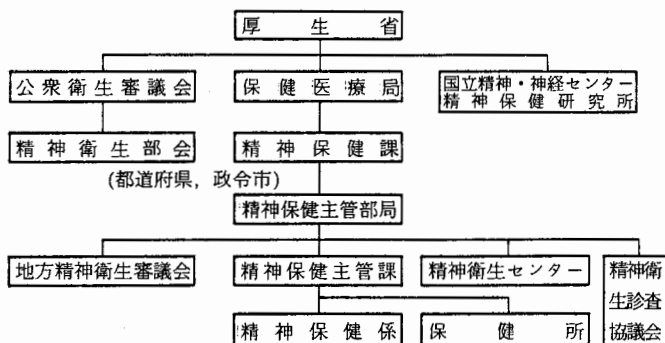 厚生省
公衆衛生審議会
保健医療局
国立精神・神経センター
精神保健研究所
精神衛生部会
精神保健課
(都道府県，政令市)
精神保健主管部局
地方精神衛生審議会
精神保健主管課
精神衛生センター
精神衛
生診査
協議会
精神保健係
保健所